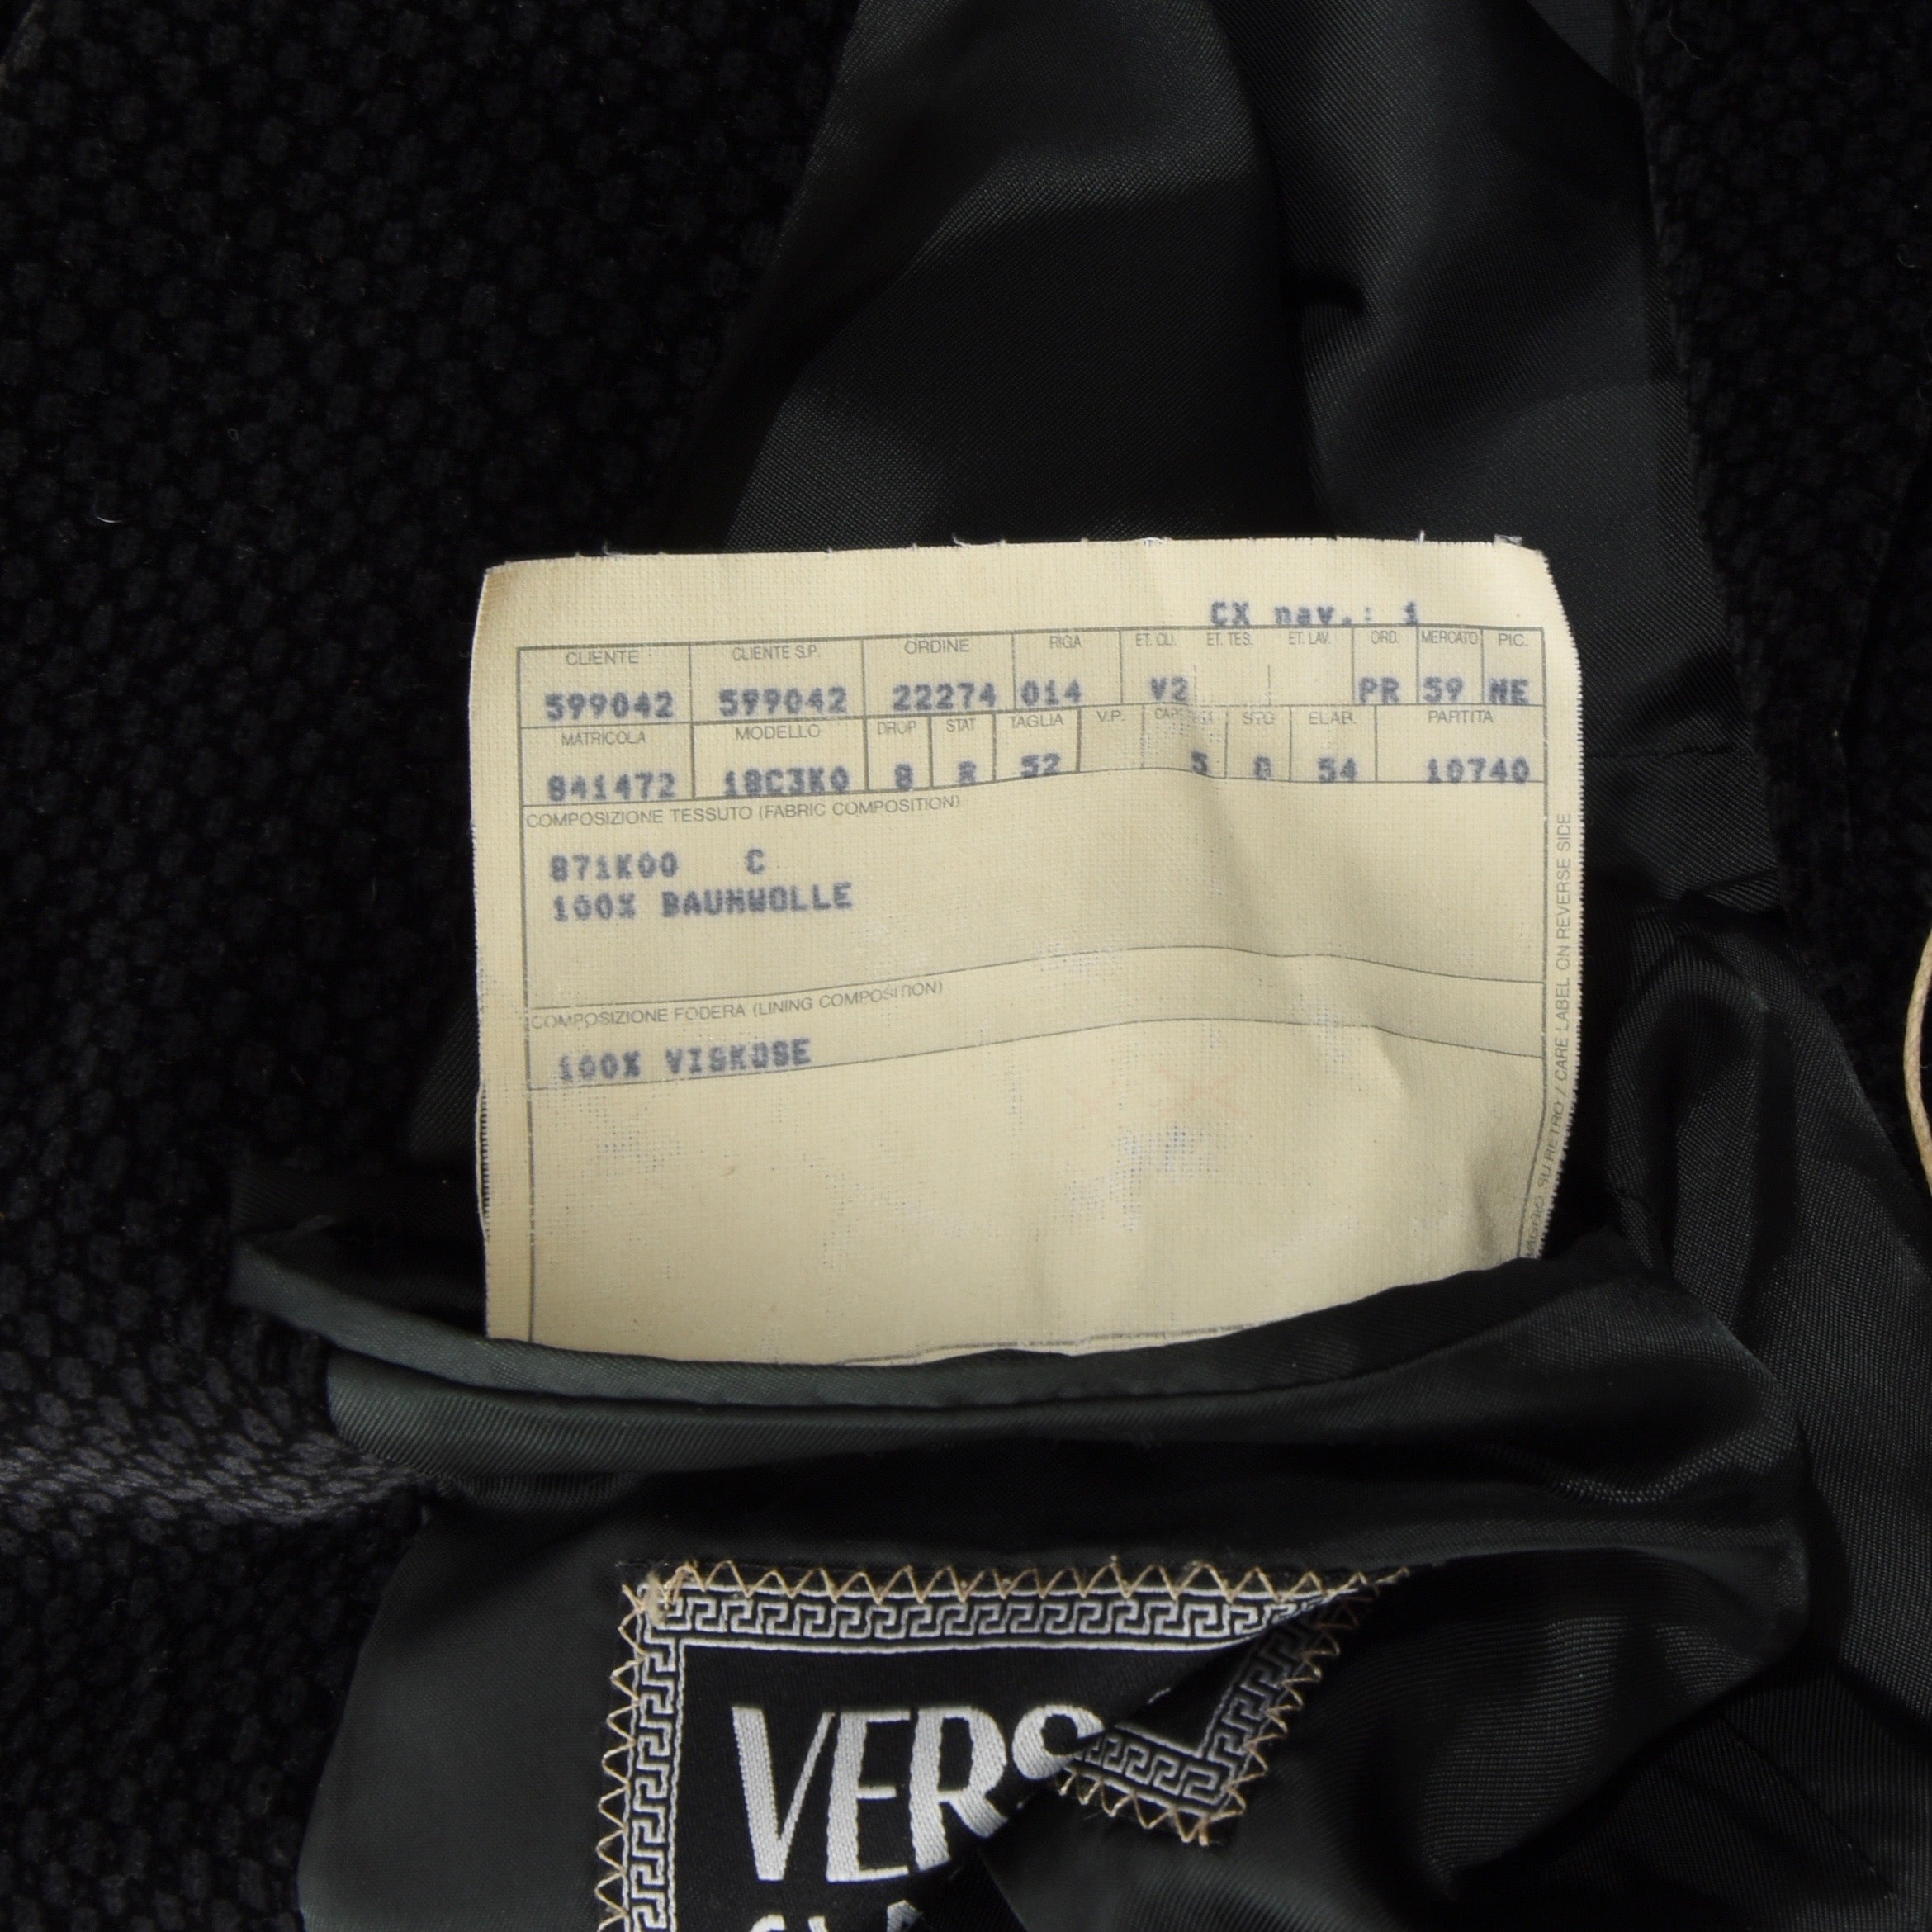 CX nav.: 1
CLIENTE CLIENTE S.P. ORDINE RIGA ET. CLI. ET. TES. ET. LAV. ORD. MERCATO PIC.
599042 599042 22274 014 V2 PR 59 NE
MATRICOLA MODELLO DROP STAT TAGLIA V.P. STG ELAB. PARTITA
841472 18C3K0 8 R 52 5 54 10740
COMPOSIZIONE TESSUTO (FABRIC COMPOSITION)
871K00 C
100% BAUMWOLLE
COMPOSIZIONE FODERA (LINING COMPOSITION)
100% VISKOSE
SU RETRO / CARE LABEL ON REVERSE SIDE
VERS